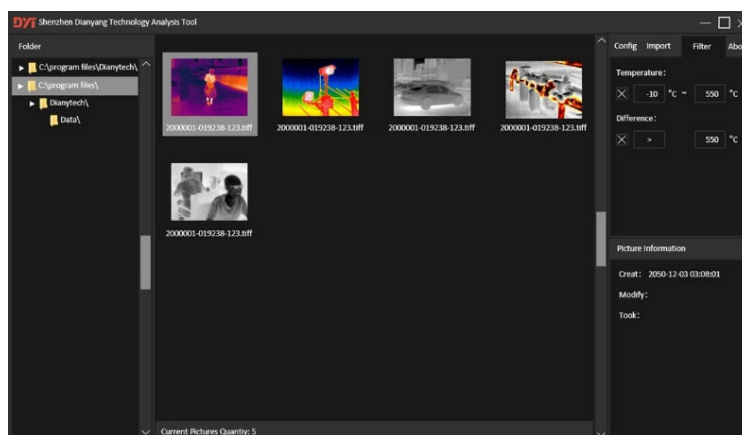 DYT Shenzhen Dianyang Technology Analysis Tool
Folder
C:\program files\Dianytech\
C:\program files\
Dianytech\
Data\
2000001-019238-123.tiff
2000001-019238-123.tiff
2000001-019238-123.tiff
2000001-019238-123.tiff
2000001-019238-123.tiff
Current Pictures Quantiy: 5
Config Import Filter Abo
Temperature:
-10 °C ~ 550 °C
Difference:
> 550 °C
Picture Information
Creat: 2050-12-03 03:08:01
Modify:
Took: